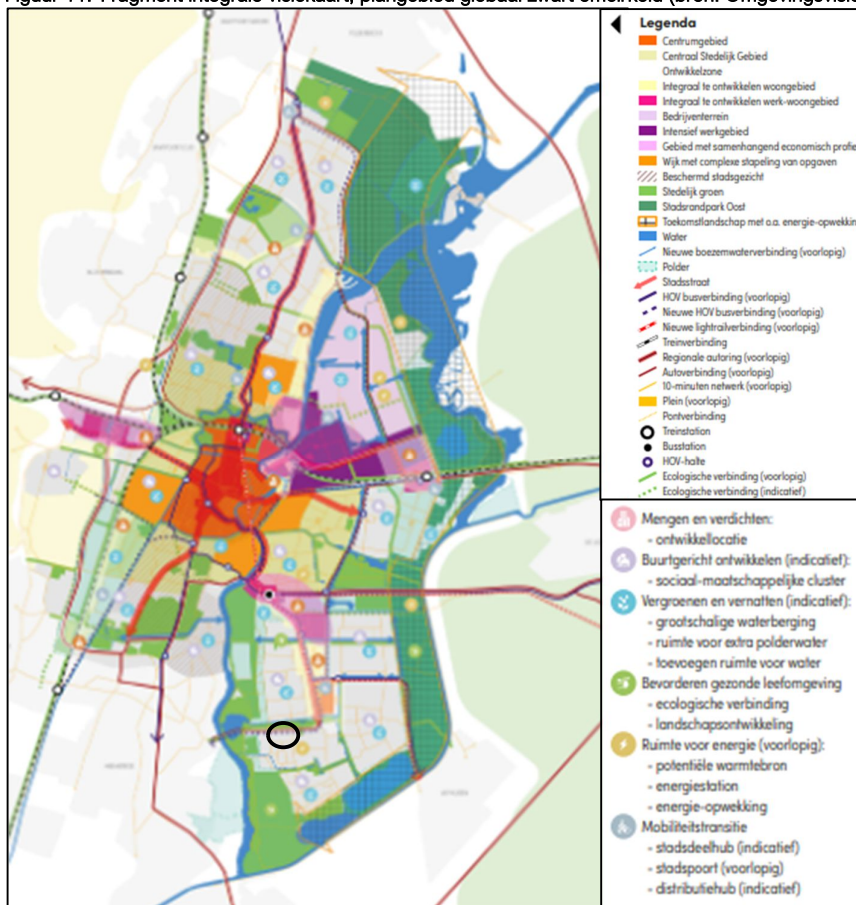 Legenda
Centrumgebied
Centraal Stedelijk Gebied
Ontwikkelzone
Integraal te ontwikkelen woongebied
Integraal te ontwikkelen werk-woongebied
Bedrijventerrein
Intensief werkgebied
Gebied met samenhangend economisch profie
Wijk met complexe stapeling van opgaven
Beschermd stadsgezicht
Stedelijk groen
Stadsrandpark Oost
Toekomstlandschap met o.a. energie-opwekkin
Water
Nieuwe boezemwaterverbinding (voorlopig)
Polder
Stadsstraat
HOV busverbinding (voorlopig)
Nieuwe HOV busverbinding (voorlopig)
Nieuwe lightrailverbinding (voorlopig)
Treinverbinding
Regionale autoring (voorlopig)
Autoverbinding (voorlopig)
10-minuten netwerk (voorlopig)
Plein (voorlopig)
Pontverbinding
Treinstation
Busstation
HOV-halte
Ecologische verbinding (voorlopig)
Ecologische verbinding (indicatief)
Mengen en verdichten:
- ontwikkellocatie
Buurtgericht ontwikkelen (indicatief):
- sociaal-maatschappelijke cluster
Vergroenen en vernatten (indicatief):
- grootschalige waterberging
- ruimte voor extra polderwater
- toevoegen ruimte voor water
Bevorderen gezonde leefomgeving
- ecologische verbinding
- landschapsontwikkeling
Ruimte voor energie (voorlopig):
- potentiële warmtebron
- energiestation
- energie-opwekking
Mobiliteitstransitie
- stadsdeelhub (indicatief)
- stadspoort (voorlopig)
- distributiehub (indicatief)